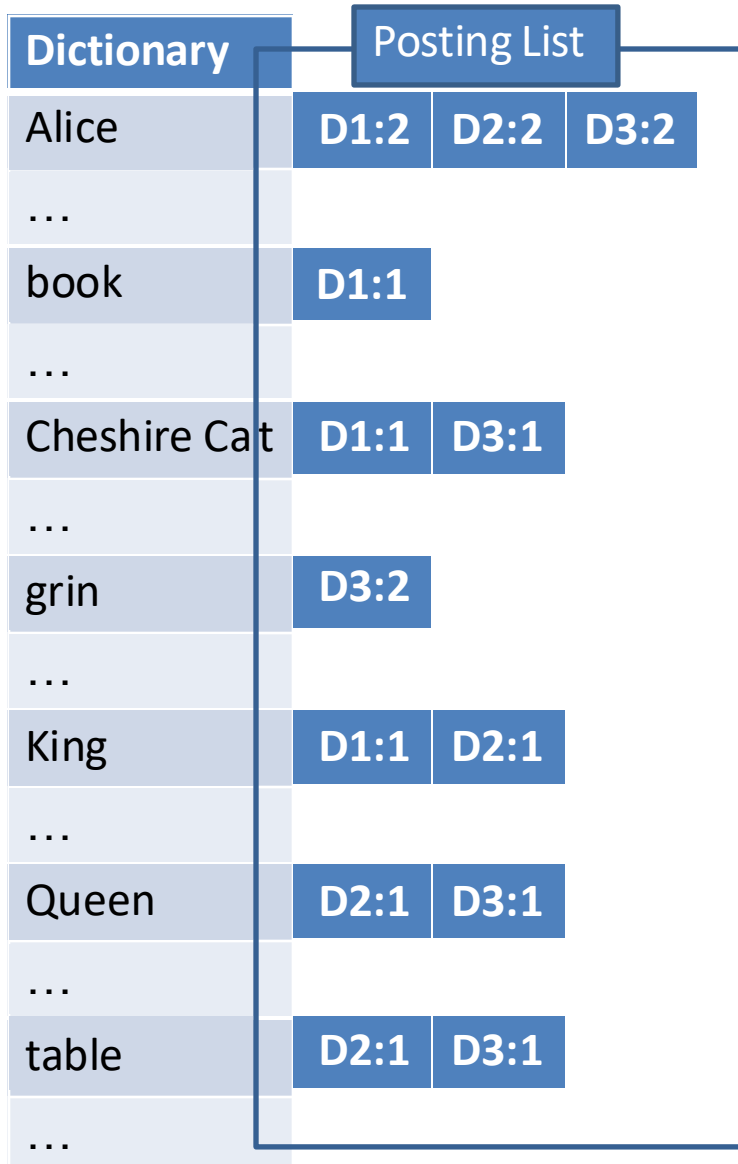 Dictionary Posting List
Alice D1:2 D2:2 D3:2
...
book D1:1
...
Cheshire Cat D1:1 D3:1
...
grin D3:2
...
King D1:1 D2:1
...
Queen D2:1 D3:1
...
table D2:1 D3:1
...